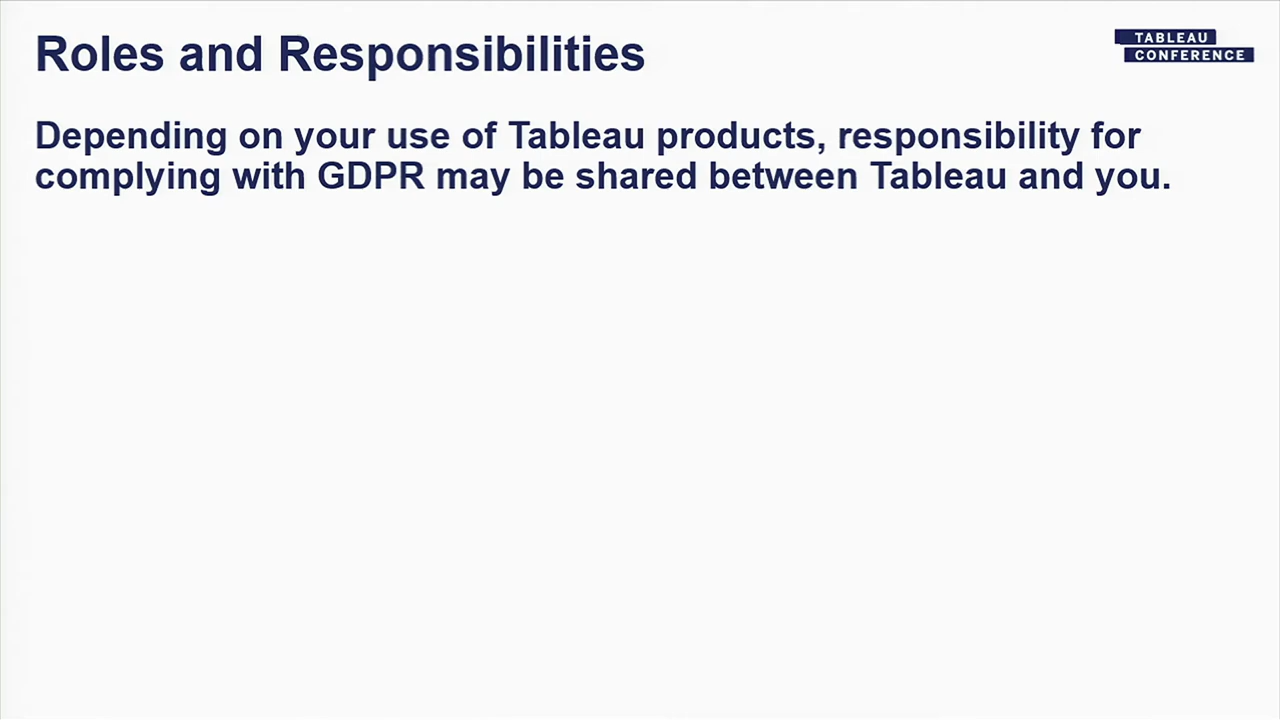 Roles and Responsibilities
TABLEAU
CONFERENCE
Depending on your use of Tableau products, responsibility for
complying with GDPR may be shared between Tableau and you.